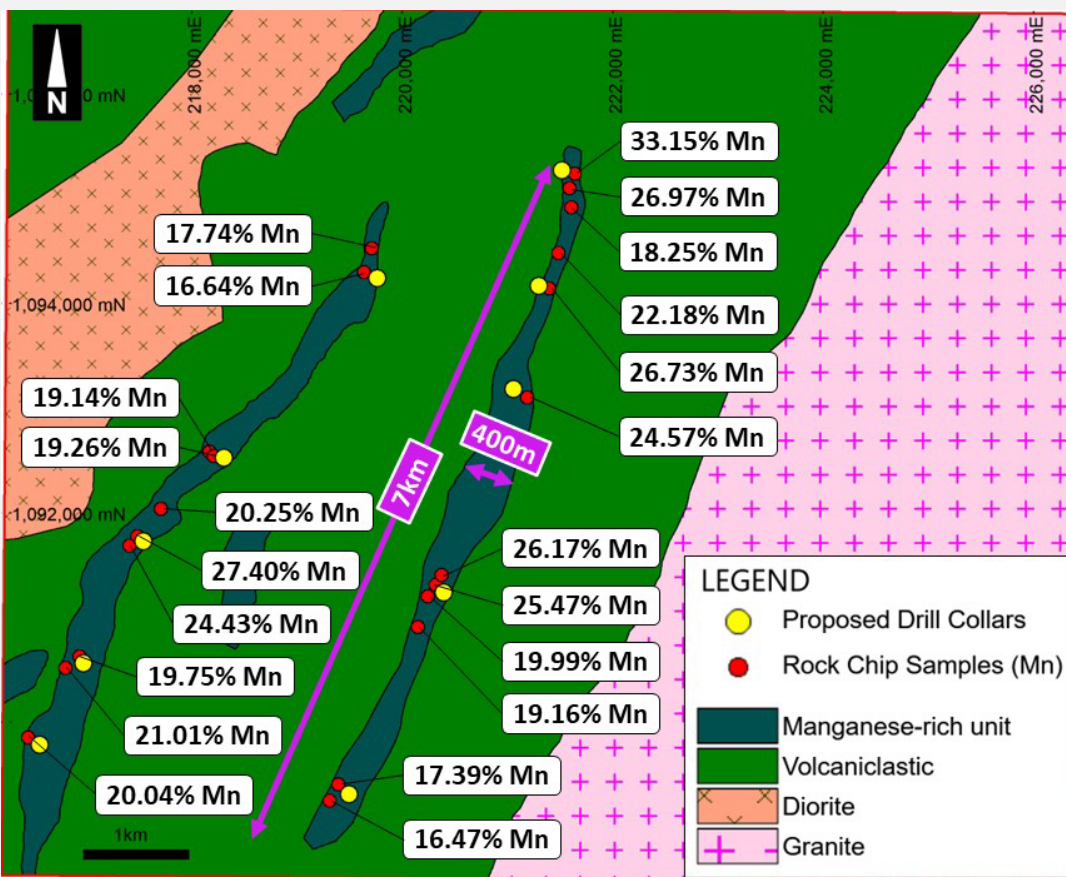 218,000 mE
220,000 mE
222,000 mE
224,000 mE
226,000 mE
N
0 mN
33.15% Mn
26.97% Mn
17.74% Mn
18.25% Mn
16.64% Mn
1,094,000 mN
22.18% Mn
26.73% Mn
19.14% Mn
24.57% Mn
400m
19.26% Mn
7km
1,092,000 mN
20.25% Mn
26.17% Mn
27.40% Mn
25.47% Mn
24.43% Mn
19.99% Mn
19.75% Mn
19.16% Mn
21.01% Mn
17.39% Mn
20.04% Mn
16.47% Mn
1km
LEGEND
Proposed Drill Collars
Rock Chip Samples (Mn)
Manganese-rich unit
Volcaniclastic
Diorite
Granite